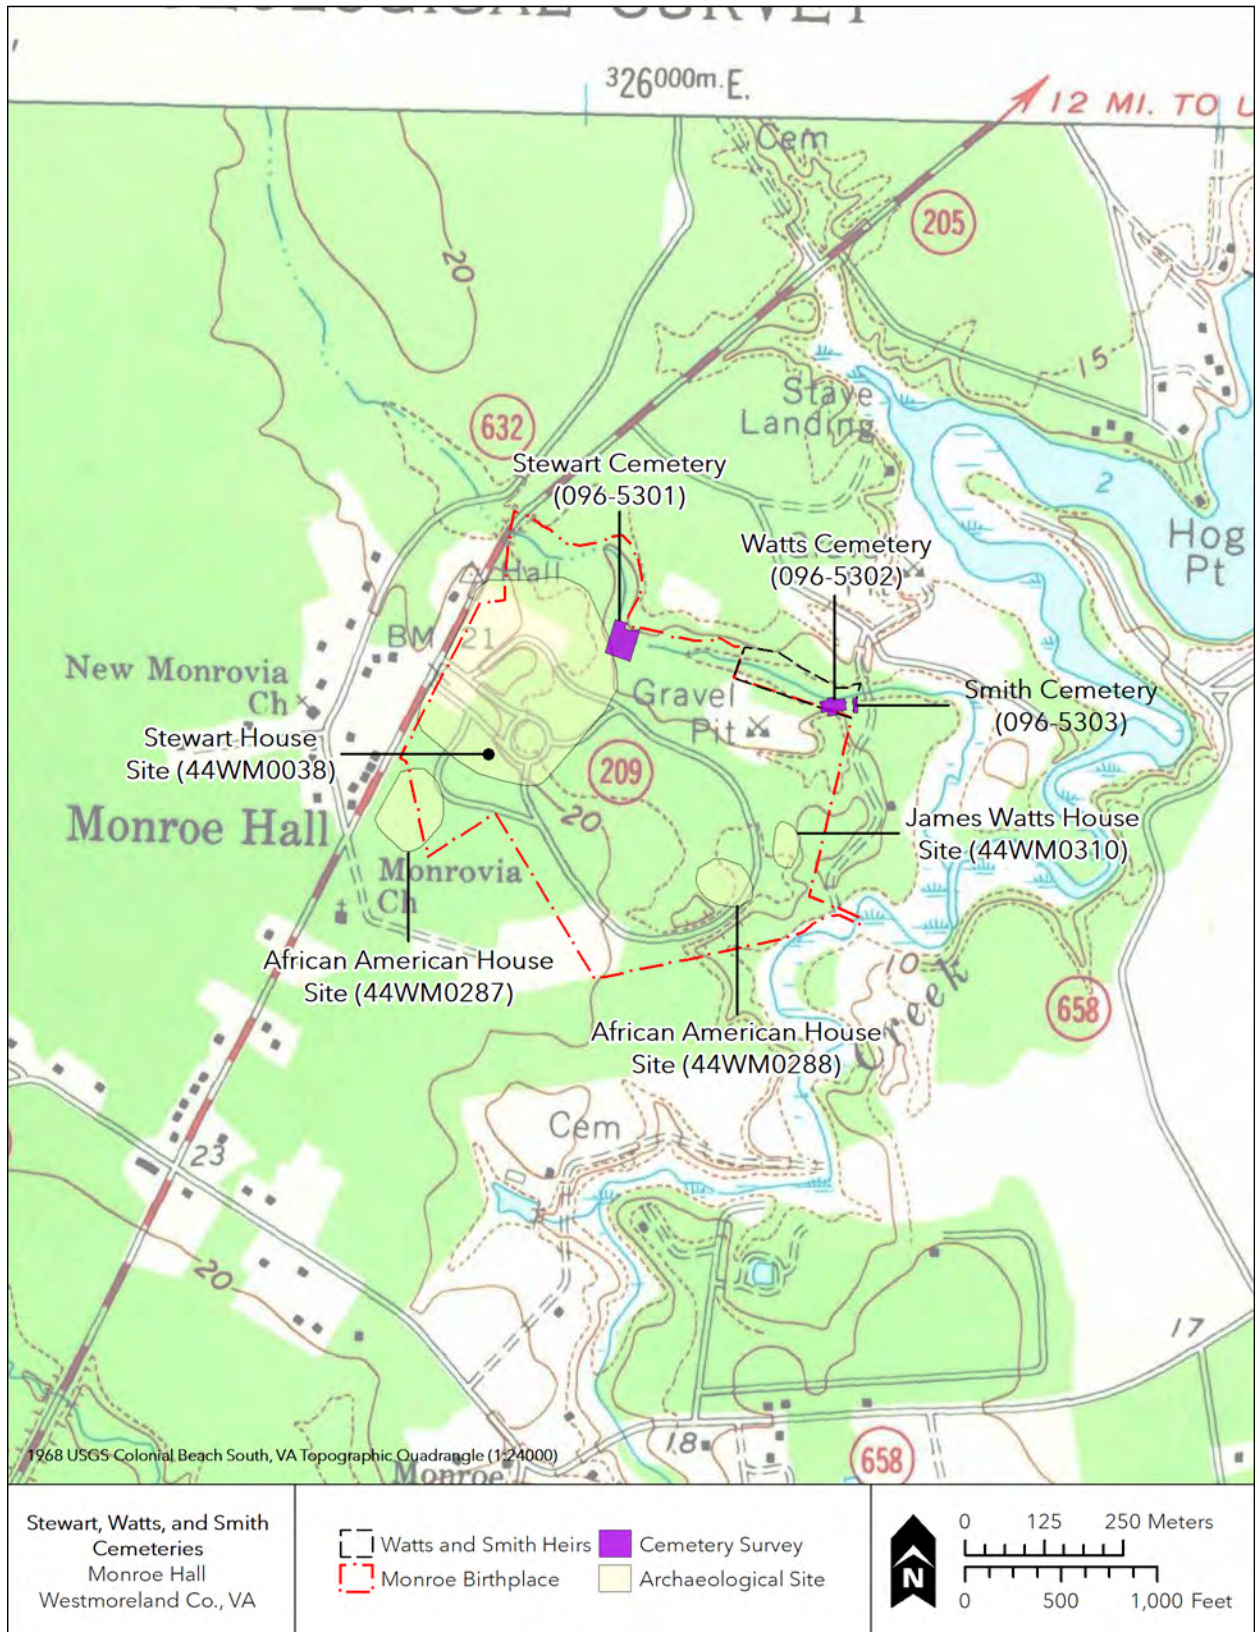 GEOLOGICAL SURVEY
326000m. E.
12 MI. TO U
Cem
205
20
15
Stave
Landing
632
2
Stewart Cemetery
(096-5301)
Hog
Pt
Watts Cemetery
(096-5302)
Hall
BM 21
New Monrovia
Ch
Gravel
Pit
Smith Cemetery
(096-5303)
Stewart House
Site (44WM0038)
209
20
Monroe Hall
James Watts House
Site (44WM0310)
Monrovia
Ch
African American House
Site (44WM0287)
10
Creek
658
African American House
Site (44WM0288)
Cem
23
20
17
18
658
1968 USGS Colonial Beach South, VA Topographic Quadrangle (1:24000)
Monroe
Stewart, Watts, and Smith
Cemeteries
Monroe Hall
Westmoreland Co., VA
Watts and Smith Heirs
Cemetery Survey
Monroe Birthplace
Archaeological Site
N
0 125 250 Meters
0 500 1,000 Feet